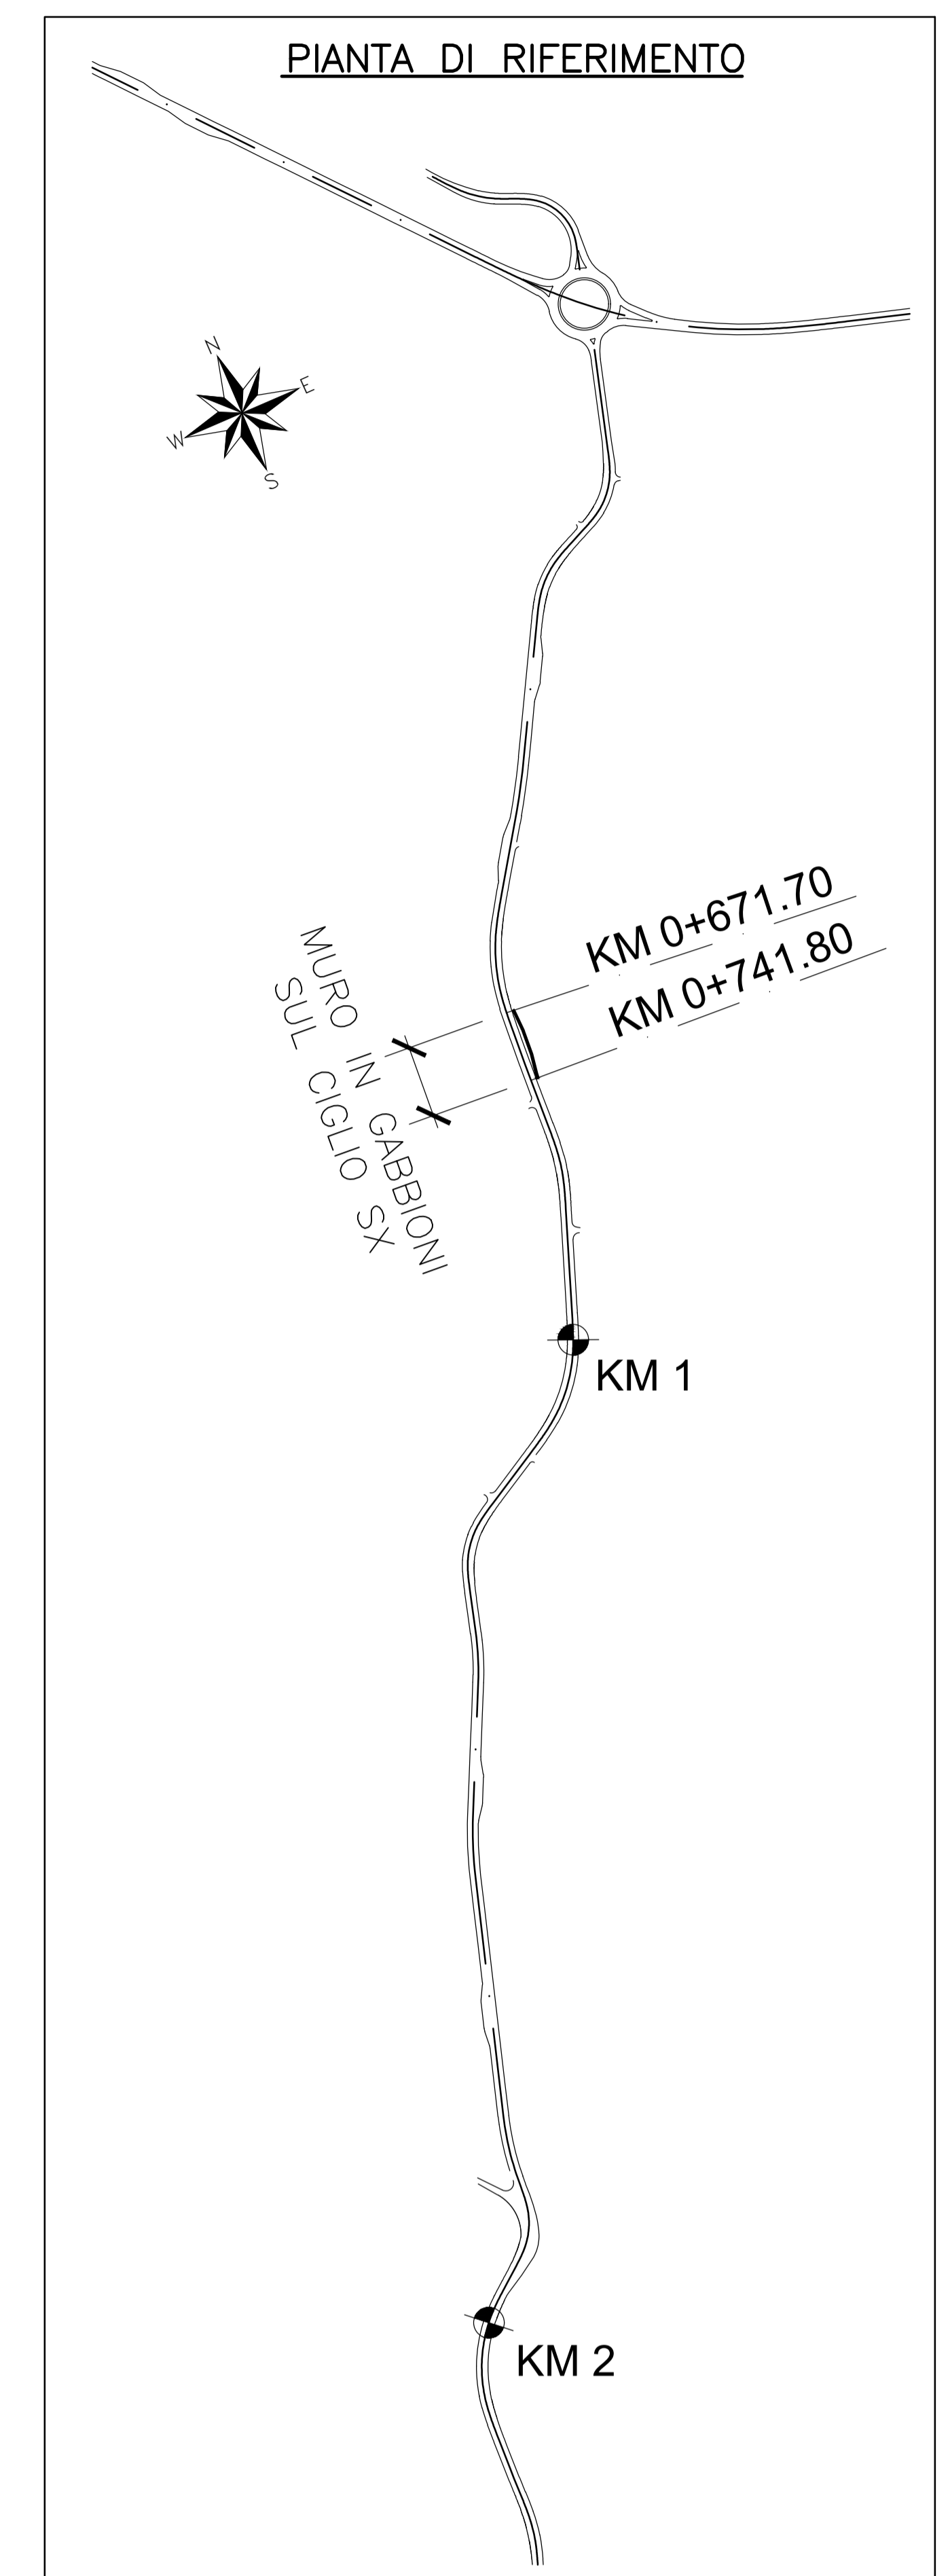 PIANTA DI RIFERIMENTO
N
E
W
S
KM 0+671.70
KM 0+741.80
MURO IN GABBIONI
SUL CIGLIO SX
KM 1
KM 2